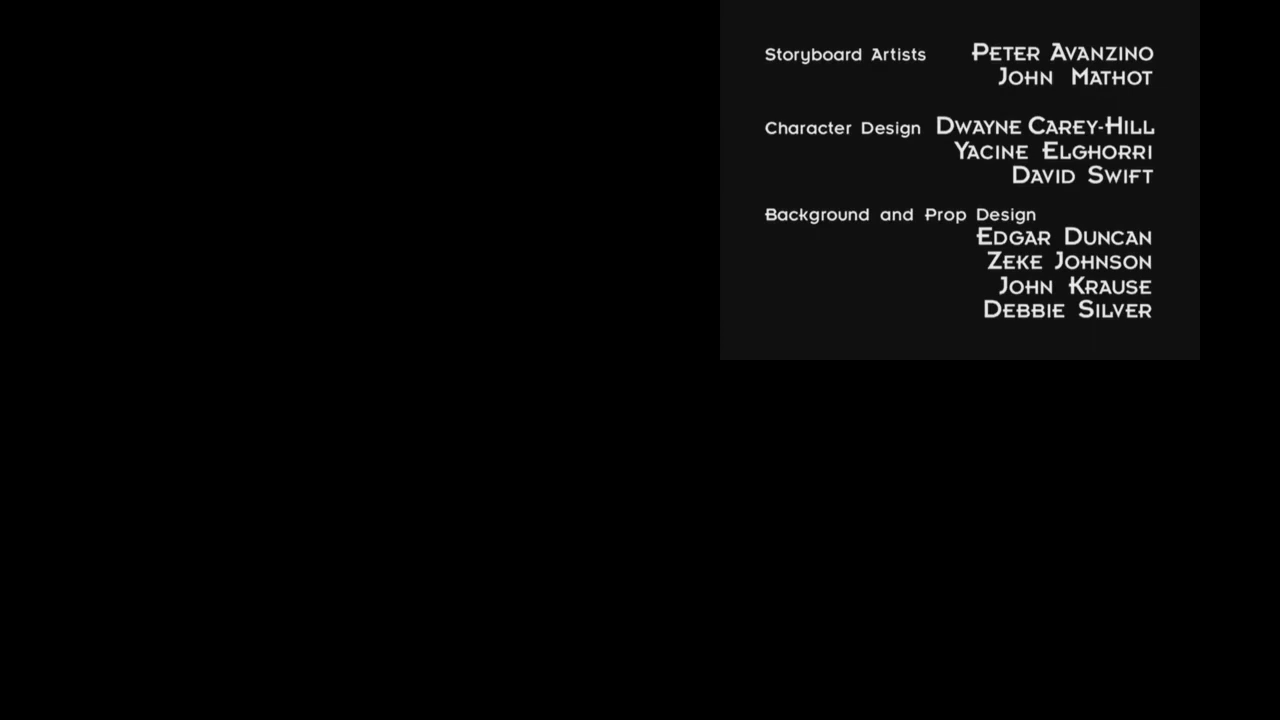 Storyboard Artists PETER AVANZINO
JOHN MATHOT
Character Design DWAYNE CAREY-HILL
YACINE ELGHORRI
DAVID SWIFT
Background and Prop Design
EDGAR DUNCAN
ZEKE JOHNSON
JOHN KRAUSE
DEBBIE SILVER